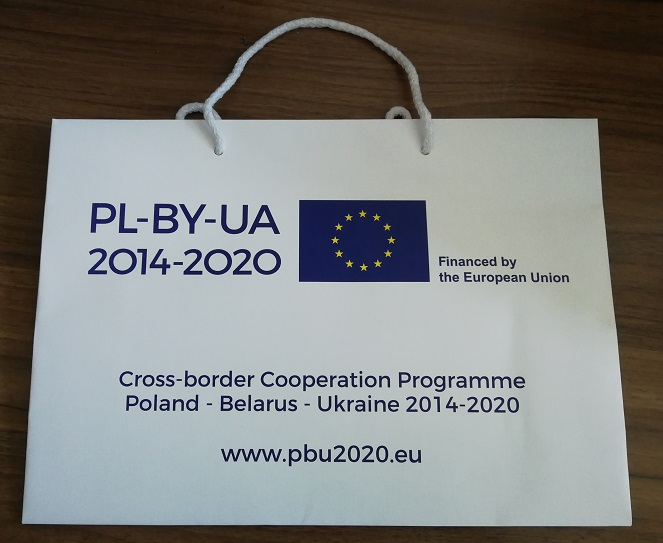 PL-BY-UA
2014-2020
Financed by
the European Union
Cross-border Cooperation Programme
Poland - Belarus - Ukraine 2014-2020
www.pbu2020.eu